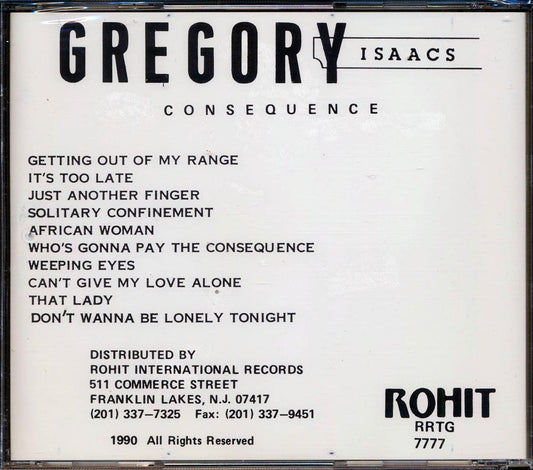 GREGORY ISAACS
CONSEQUENCE
GETTING OUT OF MY RANGE
IT'S TOO LATE
JUST ANOTHER FINGER
SOLITARY CONFINEMENT
AFRICAN WOMAN
WHO'S GONNA PAY THE CONSEQUENCE
WEEPING EYES
CAN'T GIVE MY LOVE ALONE
THAT LADY
DON'T WANNA BE LONELY TONIGHT
DISTRIBUTED BY
ROHIT INTERNATIONAL RECORDS
511 COMMERCE STREET
FRANKLIN LAKES, N.J. 07417
(201) 337–7325 Fax: (201) 337–9451
1990 All Rights Reserved
ROHIT
RRTG
7777